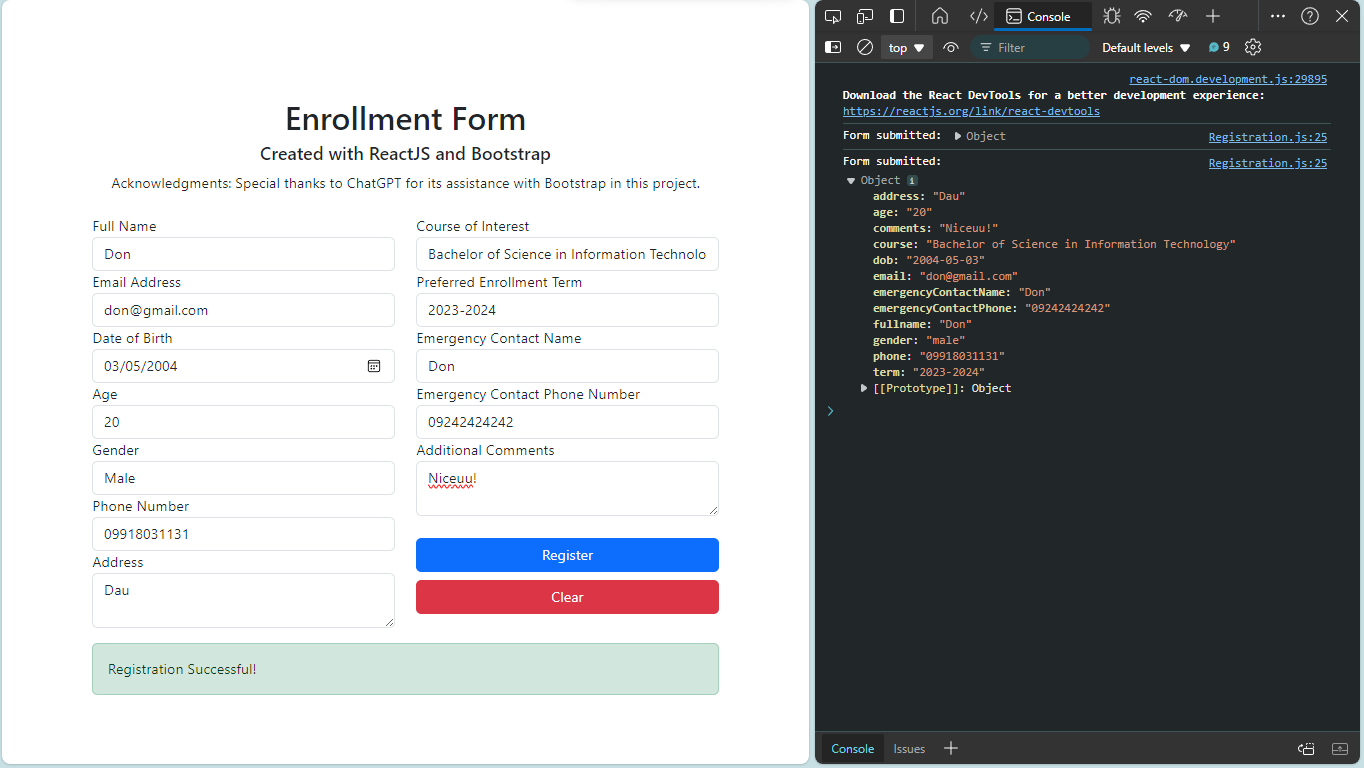 Enrollment Form
Created with ReactJS and Bootstrap
Acknowledgments: Special thanks to ChatGPT for its assistance with Bootstrap in this project.
Full Name
Don
Email Address
don@gmail.com
Date of Birth
03/05/2004
Age
20
Gender
Male
Phone Number
09918031131
Address
Dau
Course of Interest
Bachelor of Science in Information Technolo
Preferred Enrollment Term
2023-2024
Emergency Contact Name
Don
Emergency Contact Phone Number
09242424242
Additional Comments
Niceuu!
Register
Clear
Registration Successful!
Console
top
Filter
Default levels
9
react-dom.development.js:29895
Download the React DevTools for a better development experience:
https://reactjs.org/link/react-devtools
Form submitted: Object Registration.js:25
Form submitted: Registration.js:25
Object i
address: "Dau"
age: "20"
comments: "Niceuu!"
course: "Bachelor of Science in Information Technology"
dob: "2004-05-03"
email: "don@gmail.com"
emergencyContactName: "Don"
emergencyContactPhone: "09242424242"
fullname: "Don"
gender: "male"
phone: "09918031131"
term: "2023-2024"
[[Prototype]]: Object
Console Issues